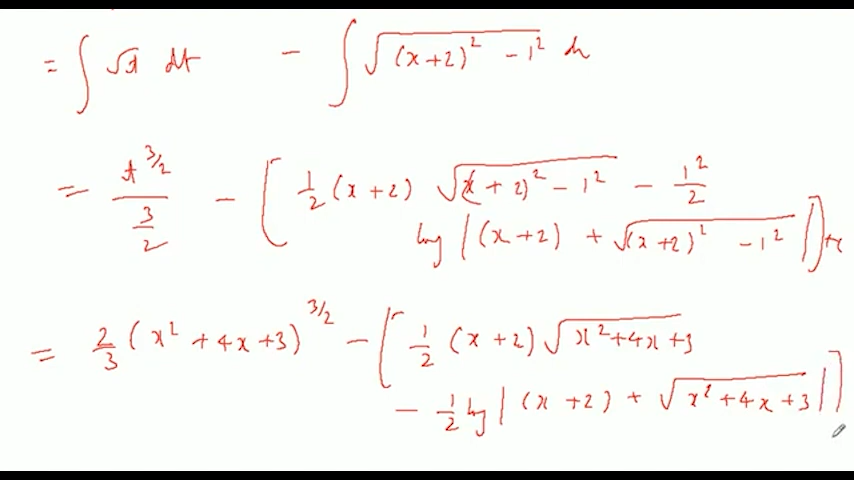 = ∫ √t dt − ∫ √((x+2)² − 1²) dx
= t^(3/2) / (3/2) − [ 1/2 (x+2) √((x+2)² − 1²) − 1²/2
log |(x+2) + √((x+2)² − 1²)| ] + c
= 2/3 (x² + 4x + 3)^(3/2) − [ 1/2 (x+2) √(x² + 4x + 3)
− 1/2 log |(x+2) + √(x² + 4x + 3)| ]